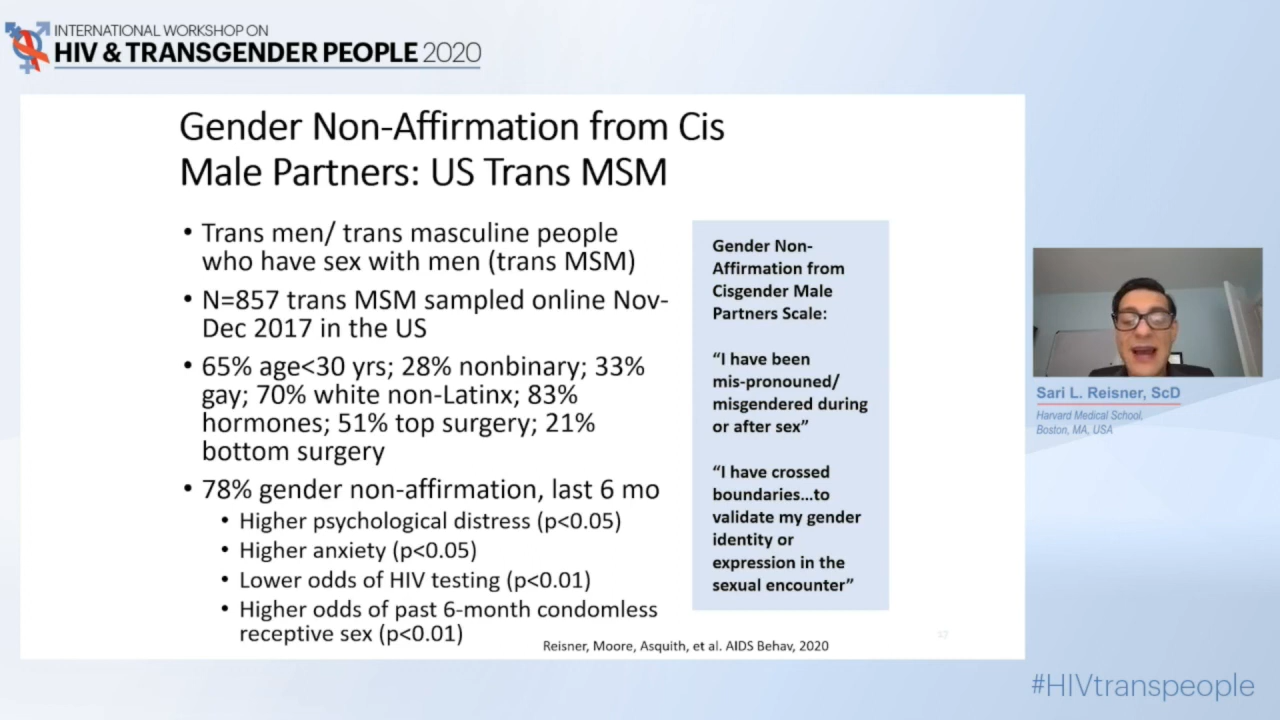 INTERNATIONAL WORKSHOP ON
HIV & TRANSGENDER PEOPLE 2020
Gender Non-Affirmation from Cis
Male Partners: US Trans MSM
• Trans men/ trans masculine people
who have sex with men (trans MSM)
• N=857 trans MSM sampled online Nov-
Dec 2017 in the US
• 65% age<30 yrs; 28% nonbinary; 33%
gay; 70% white non-Latinx; 83%
hormones; 51% top surgery; 21%
bottom surgery
• 78% gender non-affirmation, last 6 mo
• Higher psychological distress (p<0.05)
• Higher anxiety (p<0.05)
• Lower odds of HIV testing (p<0.01)
• Higher odds of past 6-month condomless
receptive sex (p<0.01)
Gender Non-
Affirmation from
Cisgender Male
Partners Scale:
“I have been
mis-pronouned/
misgendered during
or after sex”
“I have crossed
boundaries…to
validate my gender
identity or
expression in the
sexual encounter”
Reisner, Moore, Asquith, et al. AIDS Behav, 2020
17
Sari L. Reisner, ScD
Harvard Medical School,
Boston, MA, USA
#HIVtranspeople